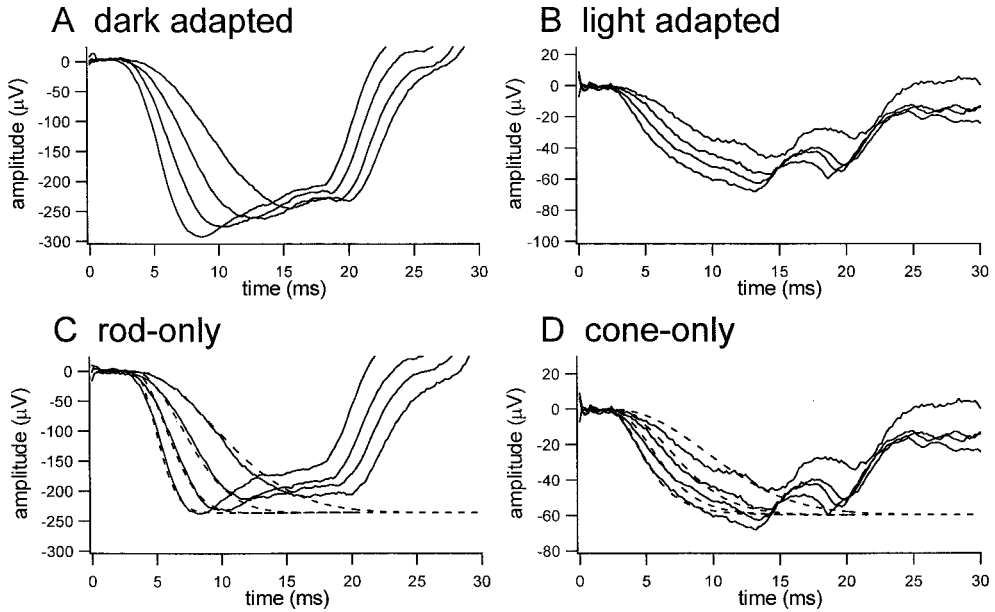 A dark adapted
amplitude (μV)
0
-50
-100
-150
-200
-250
-300
0 5 10 15 20 25 30
time (ms)
B light adapted
amplitude (μV)
20
0
-20
-40
-60
-80
-100
0 5 10 15 20 25 30
time (ms)
C rod-only
amplitude (μV)
0
-50
-100
-150
-200
-250
-300
0 5 10 15 20 25 30
time (ms)
D cone-only
amplitude (μV)
20
0
-20
-40
-60
-80
0 5 10 15 20 25 30
time (ms)